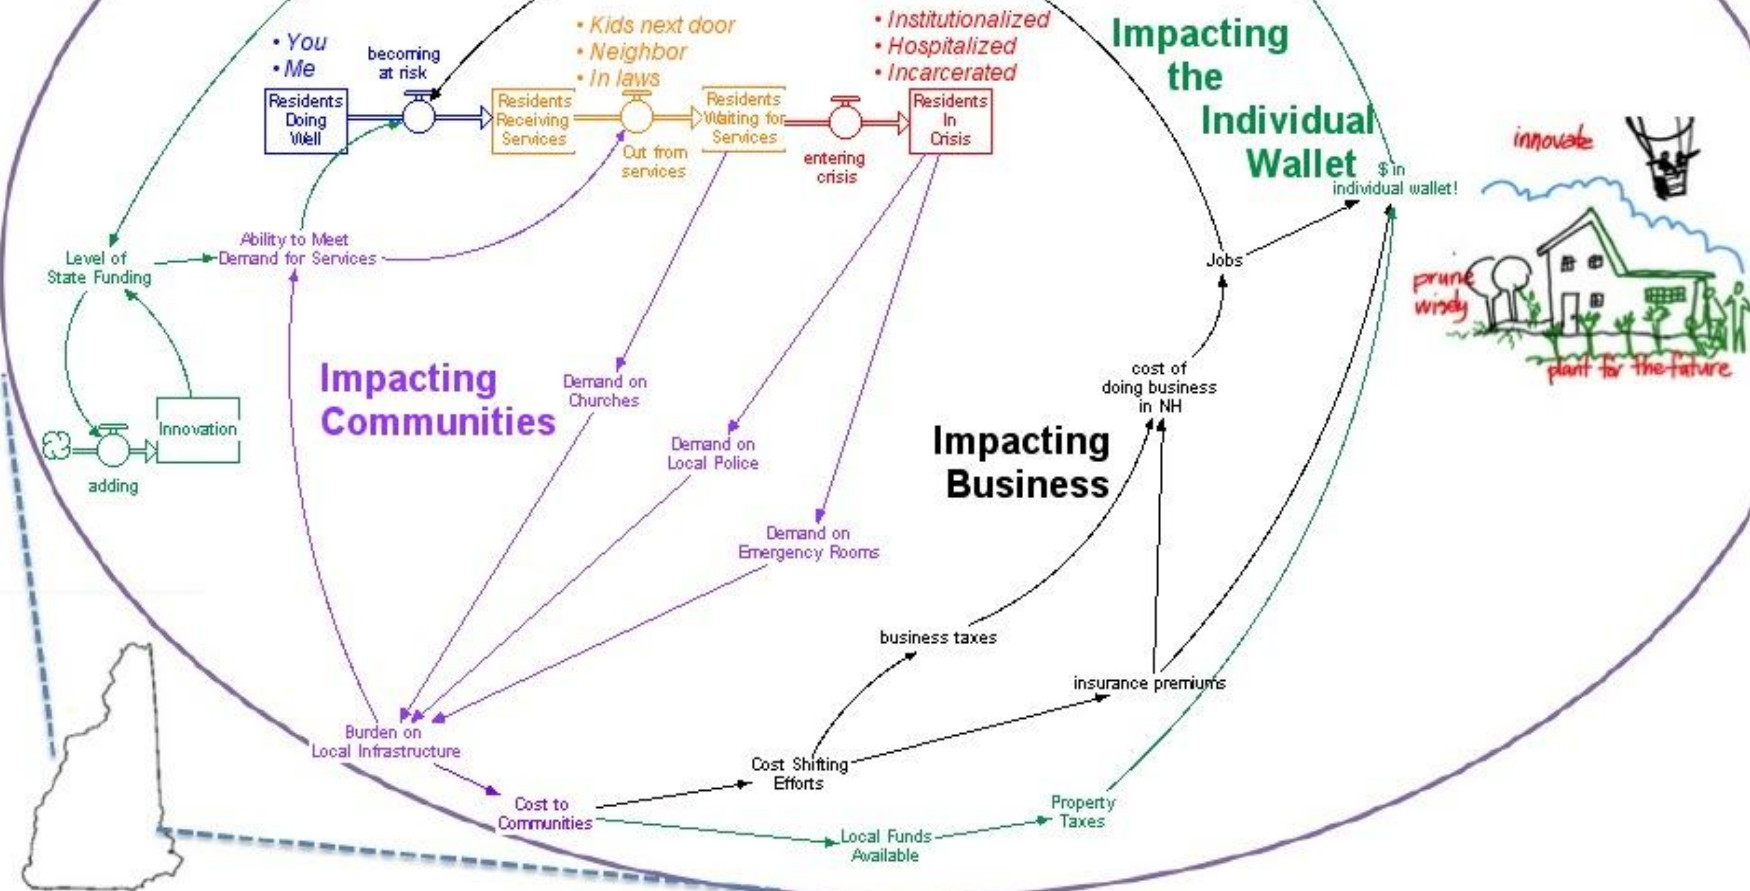 • You
• Me
becoming
at risk
• Kids next door
• Neighbor
• In laws
• Institutionalized
• Hospitalized
• Incarcerated
Impacting
the
Individual
Wallet
Residents
Doing
Well
Residents
Receiving
Services
Cut from
services
Residents
Waiting for
Services
entering
crisis
Residents
In
Crisis
$ in
individual wallet!
innovate
prune
wisely
plant for the future
Level of
State Funding
Ability to Meet
Demand for Services
Jobs
Innovation
adding
Impacting
Communities
Demand on
Churches
Demand on
Local Police
Demand on
Emergency Rooms
cost of
doing business
in NH
Impacting
Business
business taxes
insurance premiums
Burden on
Local Infrastructure
Cost Shifting
Efforts
Cost to
Communities
Local Funds
Available
Property
Taxes